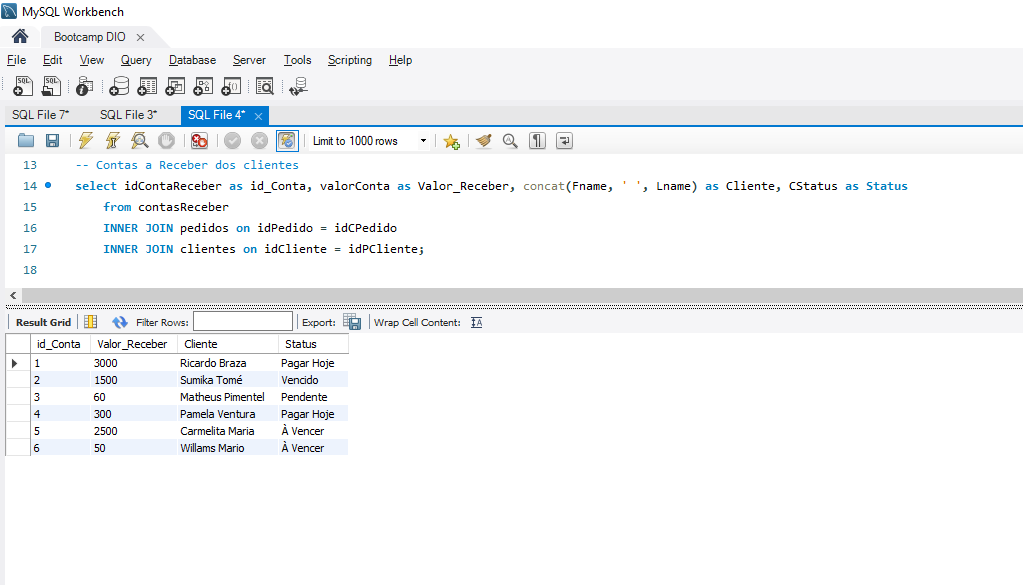 MySQL Workbench
Bootcamp DIO
File Edit View Query Database Server Tools Scripting Help
SQL File 7* SQL File 3* SQL File 4*
Limit to 1000 rows
13 -- Contas a Receber dos clientes
14 select idContaReceber as id_Conta, valorConta as Valor_Receber, concat(Fname, ' ', Lname) as Cliente, CStatus as Status
15 from contasReceber
16 INNER JOIN pedidos on idPedido = idCPedido
17 INNER JOIN clientes on idCliente = idPCliente;
18
Result Grid Filter Rows: Export: Wrap Cell Content:
id_Conta Valor_Receber Cliente Status
1 3000 Ricardo Braza Pagar Hoje
2 1500 Sumika Tomé Vencido
3 60 Matheus Pimentel Pendente
4 300 Pamela Ventura Pagar Hoje
5 2500 Carmelita Maria À Vencer
6 50 Willams Mario À Vencer